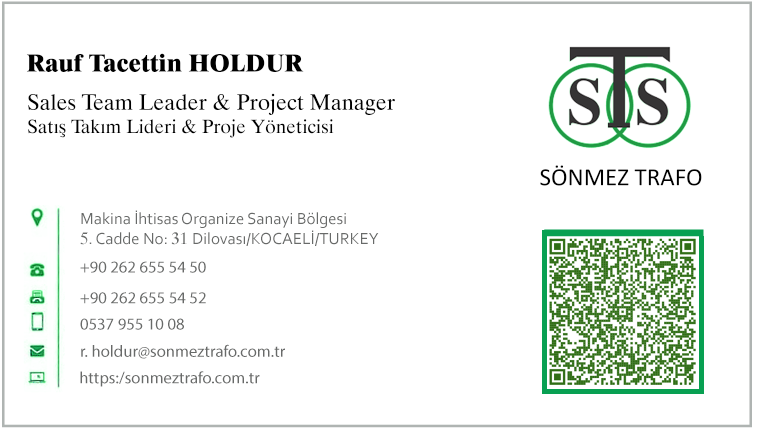 Rauf Tacettin HOLDUR
Sales Team Leader & Project Manager
Satış Takım Lideri & Proje Yöneticisi
STS
SÖNMEZ TRAFO
Makina İhtisas Organize Sanayi Bölgesi
5. Cadde No: 31 Dilovası/KOCAELİ/TURKEY
+90 262 655 54 50
+90 262 655 54 52
0537 955 10 08
r. holdur@sonmeztrafo.com.tr
https:/sonmeztrafo.com.tr